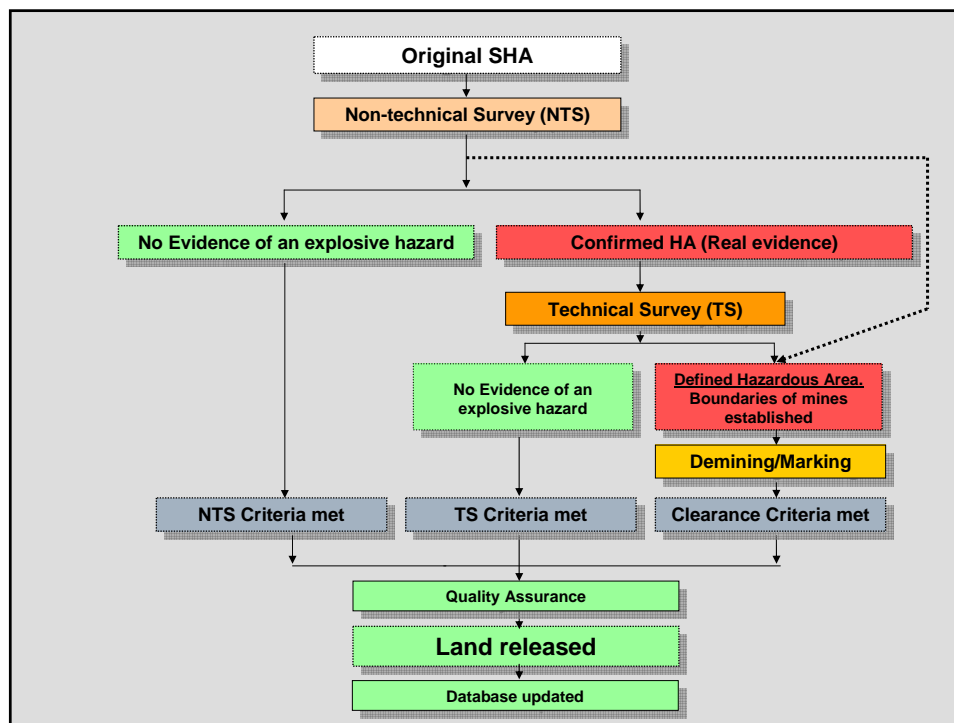 Original SHA
Non-technical Survey (NTS)
No Evidence of an explosive hazard
Confirmed HA (Real evidence)
Technical Survey (TS)
No Evidence of an
explosive hazard
Defined Hazardous Area.
Boundaries of mines
established
Demining/Marking
NTS Criteria met
TS Criteria met
Clearance Criteria met
Quality Assurance
Land released
Database updated